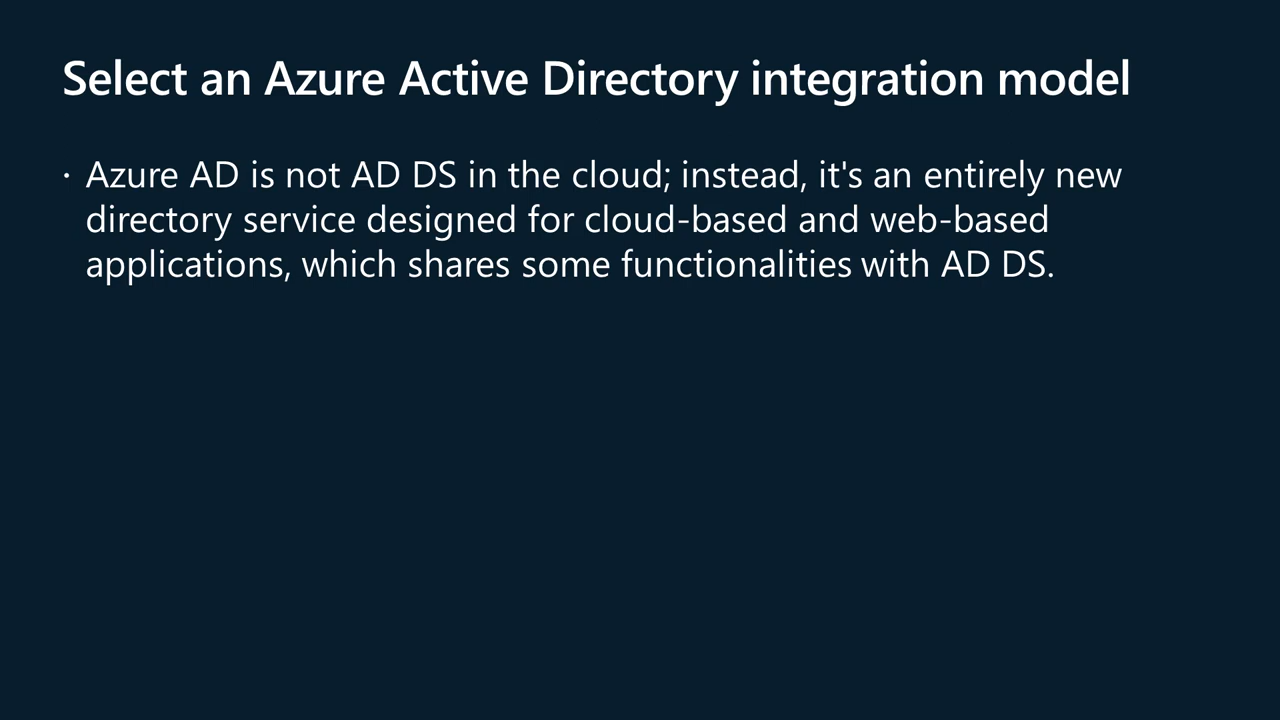 Select an Azure Active Directory integration model
• Azure AD is not AD DS in the cloud; instead, it's an entirely new
directory service designed for cloud-based and web-based
applications, which shares some functionalities with AD DS.